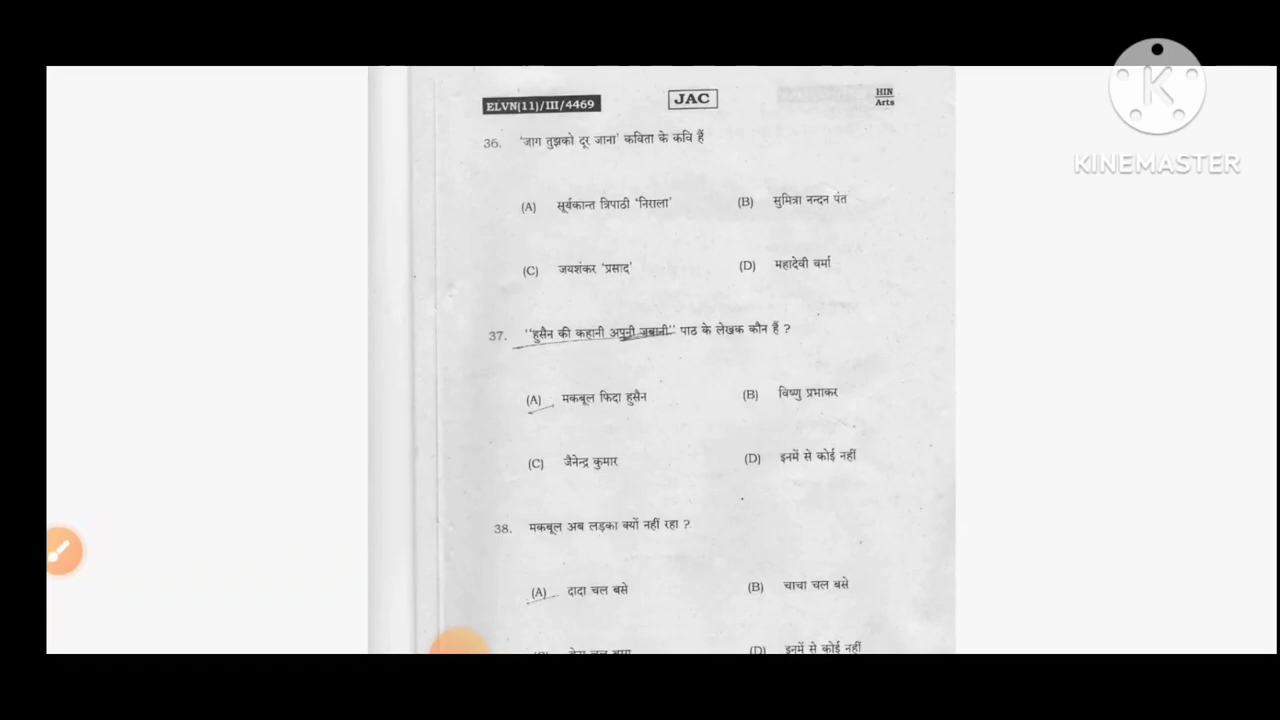 KINEMASTER
ELVN(11)/III/4469 JAC HIN
Arts
36. 'जाग तुझको दूर जाना' कविता के कवि हैं
(A) सूर्यकान्त त्रिपाठी 'निराला' (B) सुमित्रा नन्दन पंत
(C) जयशंकर 'प्रसाद' (D) महादेवी वर्मा
37. ''हुसैन की कहानी अपनी जबानी'' पाठ के लेखक कौन हैं ?
(A) मकबूल फिदा हुसैन (B) विष्णु प्रभाकर
(C) जैनेन्द्र कुमार (D) इनमें से कोई नहीं
38. मकबूल अब लड़का क्यों नहीं रहा ?
(A) दादा चल बसे (B) चाचा चल बसे
(D) इनमें से कोई नहीं